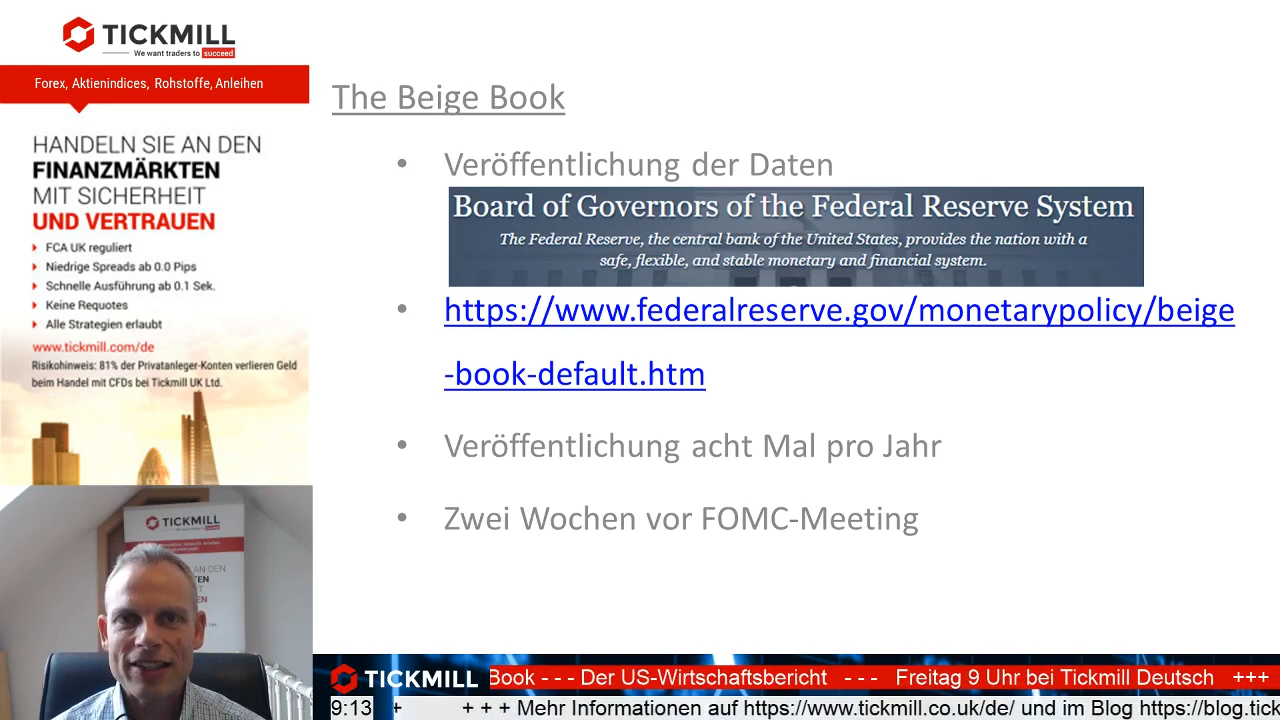 TICKMILL
We want traders to succeed
Forex, Aktienindices, Rohstoffe, Anleihen
HANDELN SIE AN DEN
FINANZMÄRKTEN
MIT SICHERHEIT
UND VERTRAUEN
FCA UK reguliert
Niedrige Spreads ab 0.0 Pips
Schnelle Ausführung ab 0.1 Sek.
Keine Requotes
Alle Strategien erlaubt
www.tickmill.com/de
Risikohinweis: 81% der Privatanleger-Konten verlieren Geld
beim Handel mit CFDs bei Tickmill UK Ltd.
The Beige Book
• Veröffentlichung der Daten
Board of Governors of the Federal Reserve System
The Federal Reserve, the central bank of the United States, provides the nation with a
safe, flexible, and stable monetary and financial system.
• https://www.federalreserve.gov/monetarypolicy/beige
-book-default.htm
• Veröffentlichung acht Mal pro Jahr
• Zwei Wochen vor FOMC-Meeting
TICKMILL
TICKMILL Book - - - Der US-Wirtschaftsbericht - - - Freitag 9 Uhr bei Tickmill Deutsch +++
9:13 + + + + Mehr Informationen auf https://www.tickmill.co.uk/de/ und im Blog https://blog.tick